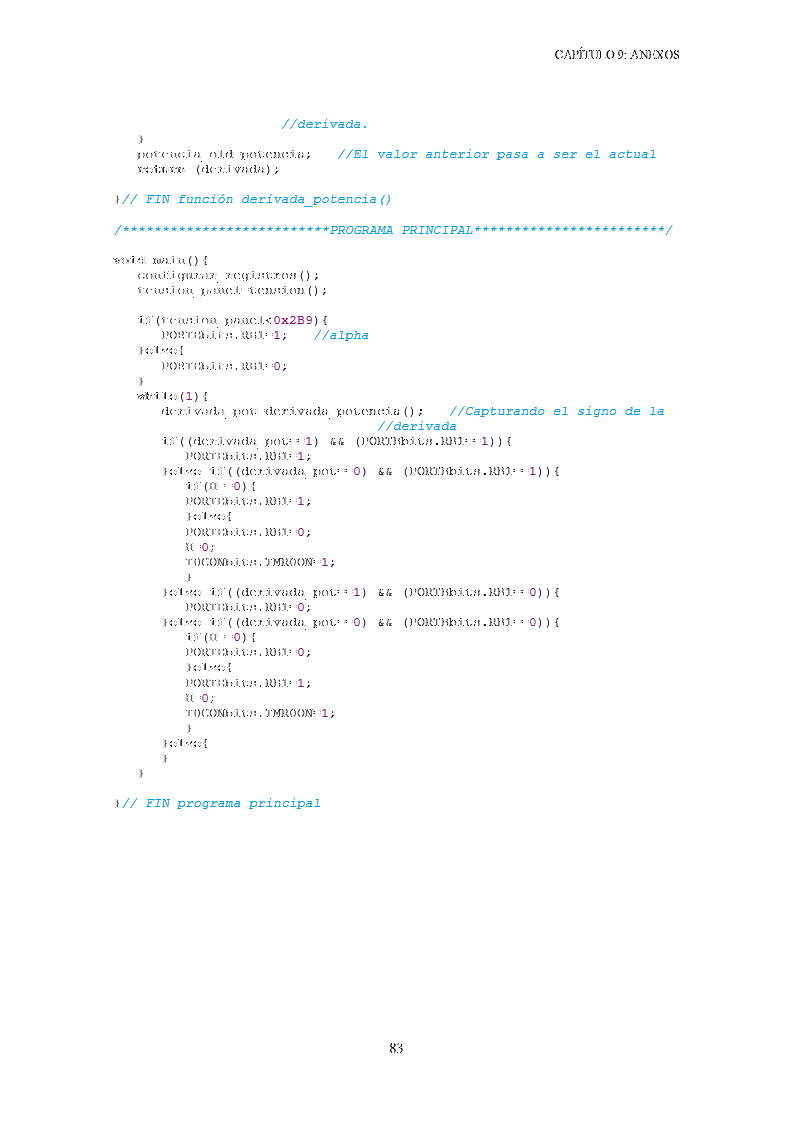 CAPÍTULO 9: ANEXOS
//derivada.
}
potencia_old=potencia; //El valor anterior pasa a ser el actual
return (derivada);
}// FIN función derivada_potencia()
/**************************PROGRAMA PRINCIPAL************************/
void main(){
configurar_registros();
tension_panel=tension();
if(tension_panel<0x2B9){
PORTBbits.RB1=1; //alpha
}else{
PORTBbits.RB1=0;
}
while(1){
derivada_pot=derivada_potencia(); //Capturando el signo de la
//derivada
if((derivada_pot==1) && (PORTBbits.RB1==1)){
PORTBbits.RB1=1;
}else if((derivada_pot==0) && (PORTBbits.RB1==1)){
if(==0){
PORTBbits.RB1=1;
}else{
PORTBbits.RB1=0;
=0;
T0CONbits.TMR0ON=1;
}
}else if((derivada_pot==1) && (PORTBbits.RB1==0)){
PORTBbits.RB1=0;
}else if((derivada_pot==0) && (PORTBbits.RB1==0)){
if(==0){
PORTBbits.RB1=0;
}else{
PORTBbits.RB1=1;
=0;
T0CONbits.TMR0ON=1;
}
}else{
}
}
}// FIN programa principal
83